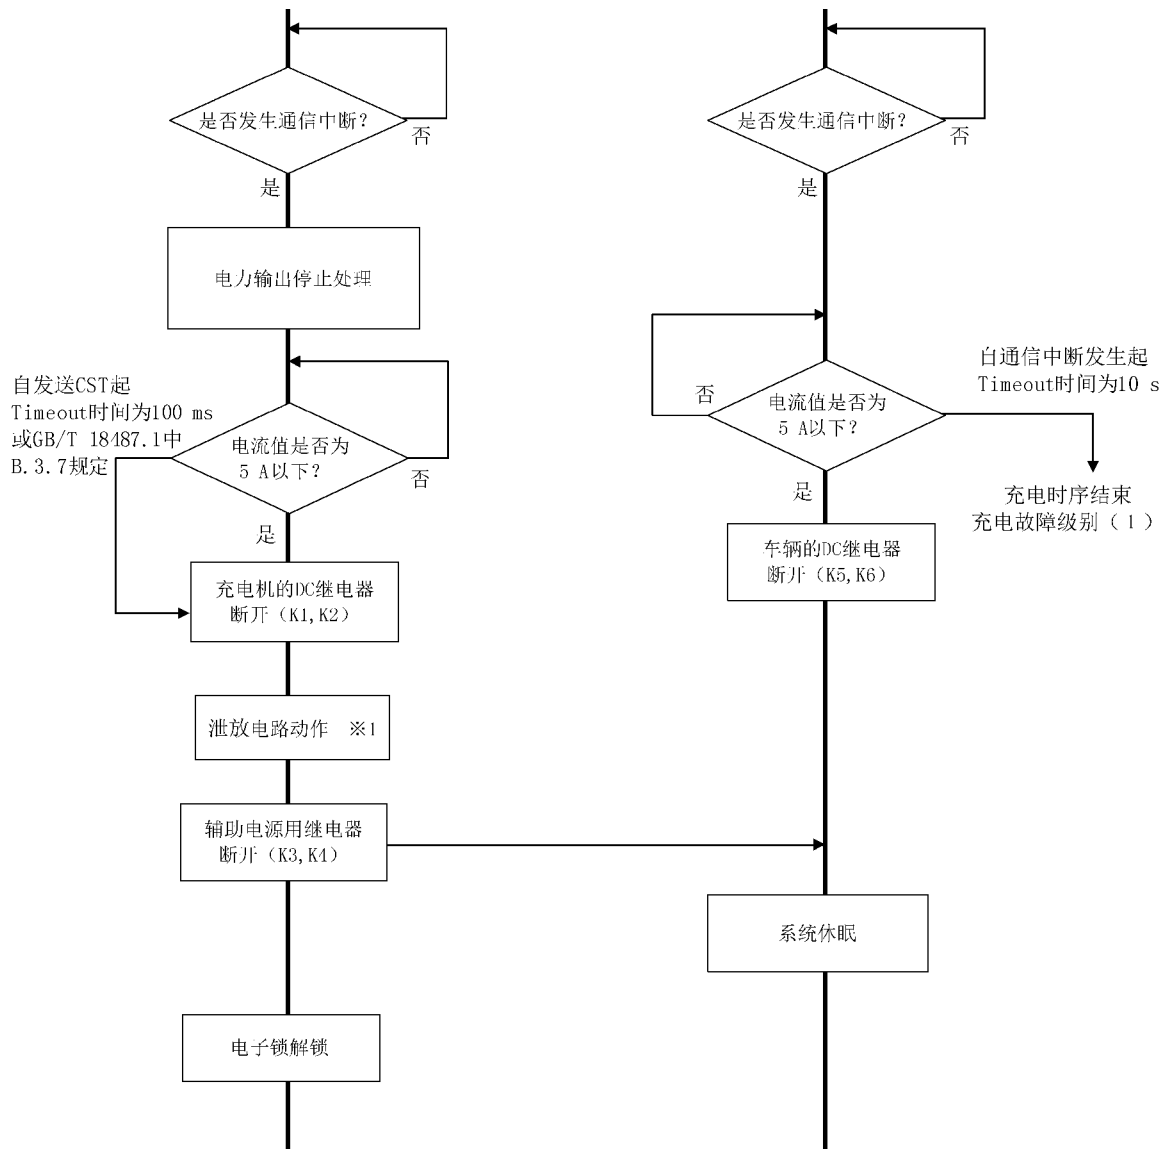 是否发生通信中断?
否
是
电力输出停止处理
自发送CST起
Timeout时间为100 ms
或GB/T 18487.1中
B.3.7规定
电流值是否为
5 A以下?
否
是
充电机的DC继电器
断开（K1,K2）
泄放电路动作 ※1
辅助电源用继电器
断开（K3,K4）
电子锁解锁
是否发生通信中断?
否
是
否
电流值是否为
5 A以下?
是
自通信中断发生起
Timeout时间为10 s
充电时序结束
充电故障级别（1）
车辆的DC继电器
断开（K5,K6）
系统休眠